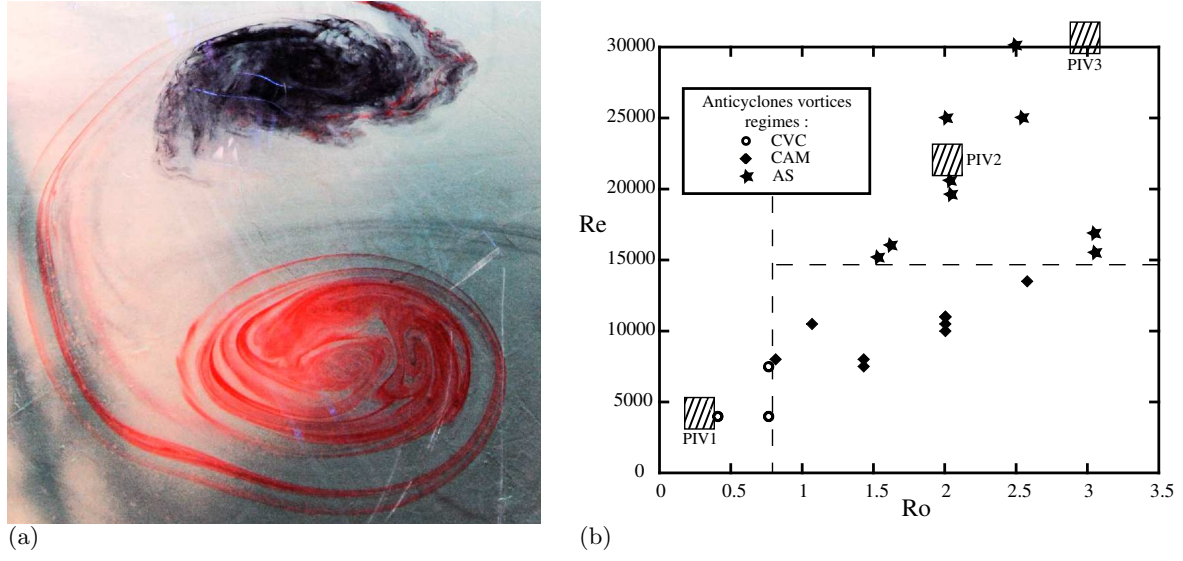 30000
PIV3
Anticyclones vortices
regimes :
CVC
CAM
AS
25000
PIV2
20000
Re
15000
10000
5000
PIV1
0
0 0.5 1 1.5 2 2.5 3 3.5
Ro
(a) (b)